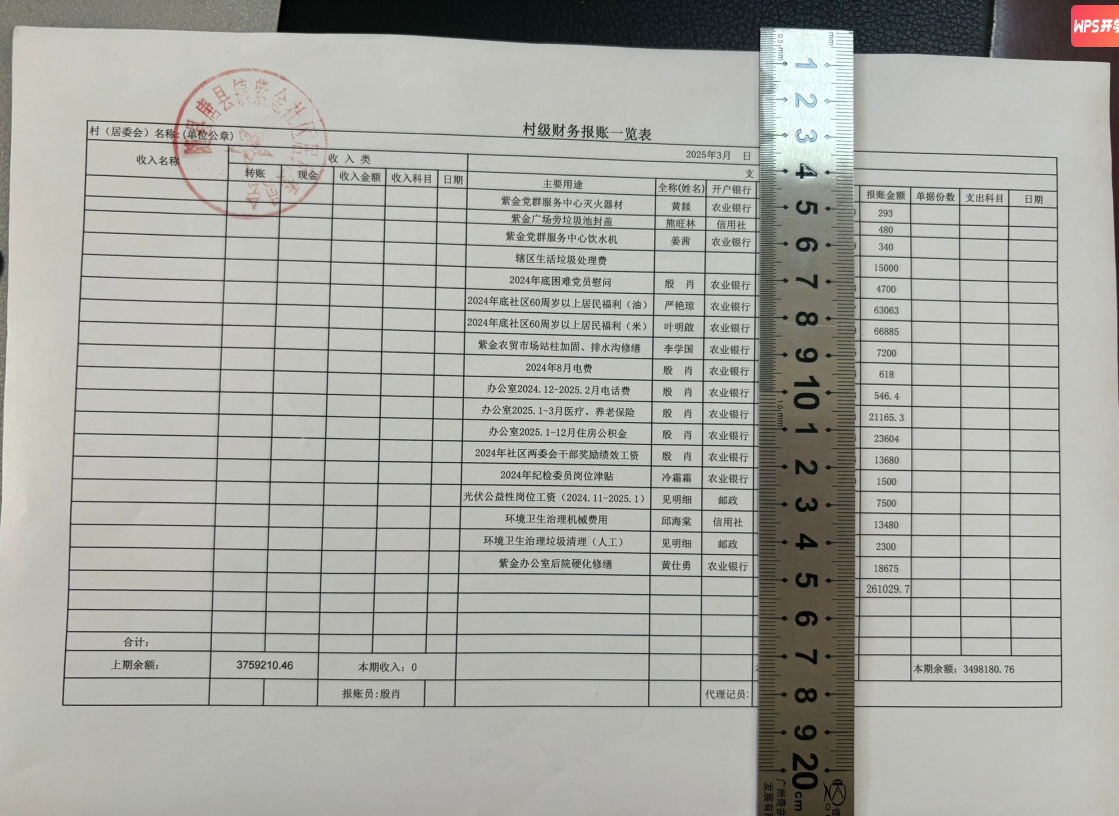 WPS开学
村级财务报账一览表
村（居委会）名称:(单位公章)
2025年3月 日
收入名称 收 入 类 支
转账 现金 收入金额 收入科目 日期 主要用途 全称(姓名) 开户银行 报账金额 单据份数 支出科目 日期
紫金党群服务中心灭火器材 黄燚 农业银行 293
紫金广场旁垃圾池封盖 熊旺林 信用社 480
紫金党群服务中心饮水机 姜茜 农业银行 340
辖区生活垃圾处理费 15000
2024年底困难党员慰问 殷 肖 农业银行 4700
2024年底社区60周岁以上居民福利（油） 严艳琼 农业银行 63063
2024年底社区60周岁以上居民福利（米） 叶明啟 农业银行 66885
紫金农贸市场站柱加固、排水沟修缮 李学国 农业银行 7200
2024年8月电费 殷 肖 农业银行 618
办公室2024.12-2025.2月电话费 殷 肖 农业银行 546.4
办公室2025.1-3月医疗、养老保险 殷 肖 农业银行 21165.3
办公室2025.1-12月住房公积金 殷 肖 农业银行 23604
2024年社区两委会干部奖励绩效工资 殷 肖 农业银行 13680
2024年纪检委员岗位津贴 冷霜霜 农业银行 1500
光伏公益性岗位工资（2024.11-2025.1） 见明细 邮政 7500
环境卫生治理机械费用 邱海棠 信用社 13480
环境卫生治理垃圾清理（人工） 见明细 邮政 2300
紫金办公室后院硬化修缮 黄仕勇 农业银行 18675
261029.7
合计：
上期余额： 3759210.46 本期收入：0 本期余额：3498180.76
报账员:殷肖 代理记员:
0.5mm mm
1 2 3 4 5 6 7 8 9 10 1 2 3 4 5 6 7 8 9 20 cm
1.0mm